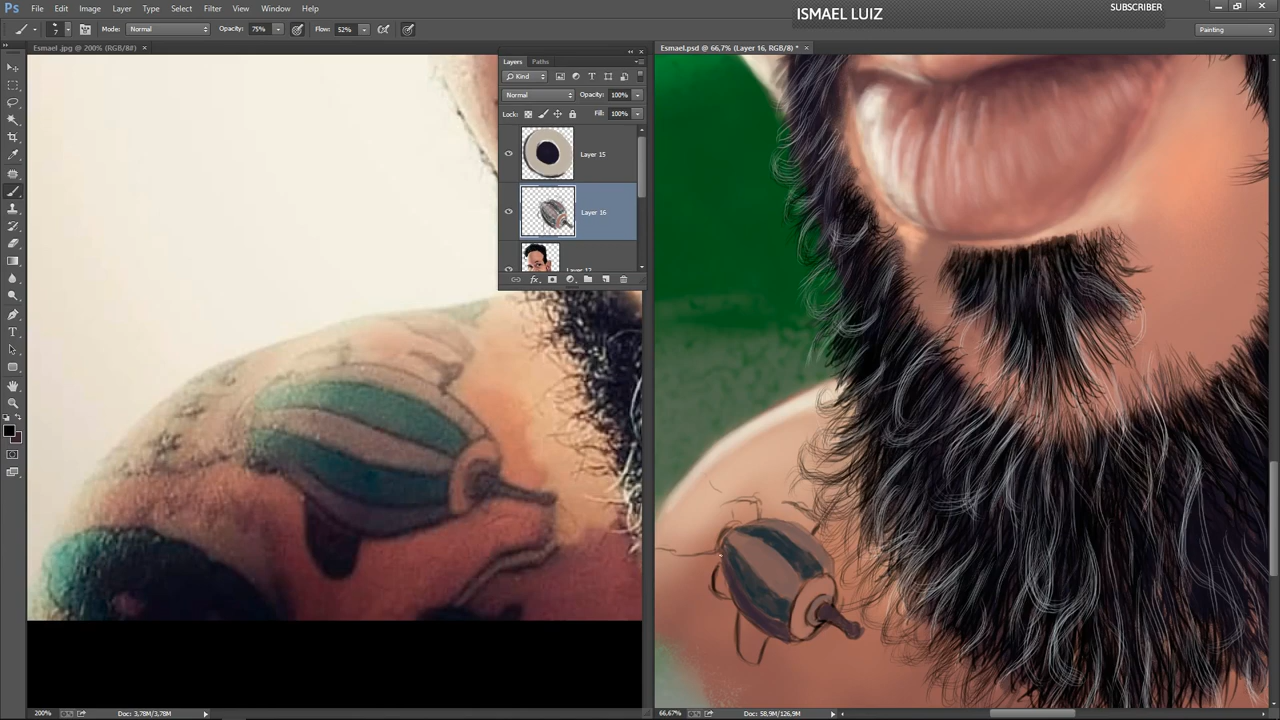 Ps File Edit Image Layer Type Select Filter View Window Help
ISMAEL LUIZ
SUBSCRIBER
7 Mode: Normal Opacity: 75% Flow: 52%
Painting
Esmael .jpg @ 200% (RGB/8#)
Layers Paths
Esmael.psd @ 66,7% (Layer 16, RGB/8) *
Kind
Normal Opacity: 100%
Lock: Fill: 100%
Layer 15
Layer 16
200% Doc: 3,78M/3,78M
66,67% Doc: 58,9M/126,9M